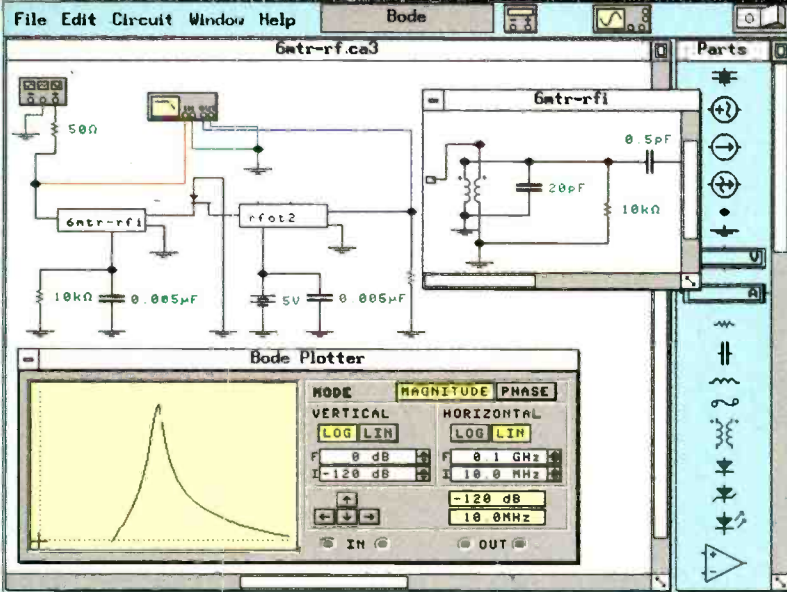 File Edit Circuit Window Help
Bode
6mtr-rf.ca3
Parts
IN OUT
50Ω
6mtr-rfi
rfot2
10kΩ
0.005µF
5V
0.005µF
6mtr-rfi
0.5pF
20pF
10kΩ
V
A
Bode Plotter
MODE MAGNITUDE PHASE
VERTICAL HORIZONTAL
LOG LIN LOG LIN
F 0 dB F 0.1 GHz
I -120 dB I 10.0 MHz
-120 dB
10.0MHz
IN OUT